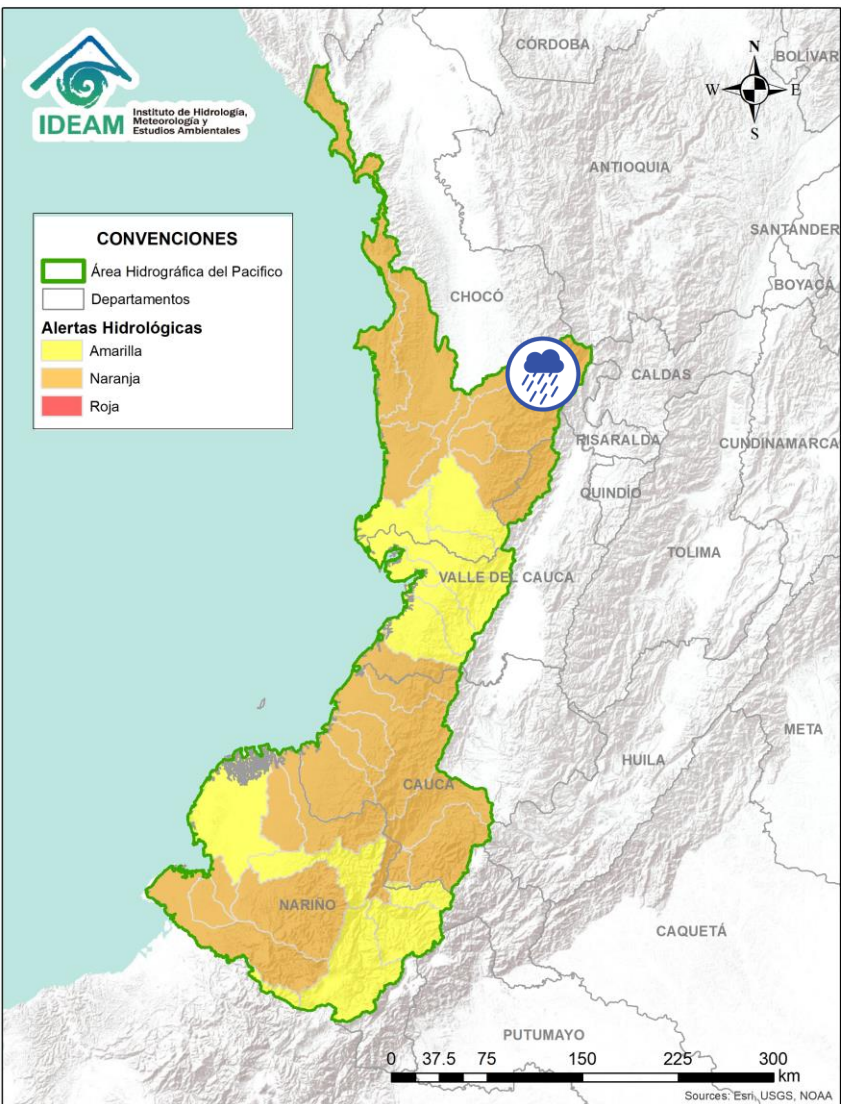 IDEAM
Instituto de Hidrología,
Meteorología y
Estudios Ambientales
CÓRDOBA
N
BOLÍVAR
W
E
S
ANTIOQUIA
CONVENCIONES
Área Hidrográfica del Pacifico
Departamentos
Alertas Hidrológicas
Amarilla
Naranja
Roja
SANTANDER
BOYACÁ
CHOCÓ
CALDAS
RISARALDA
CUNDINAMARCA
QUINDÍO
TOLIMA
VALLE DEL CAUCA
META
HUILA
CAUCA
NARIÑO
CAQUETÁ
PUTUMAYO
0 37.5 75 150 225 300
km
Sources: Esri, USGS, NOAA